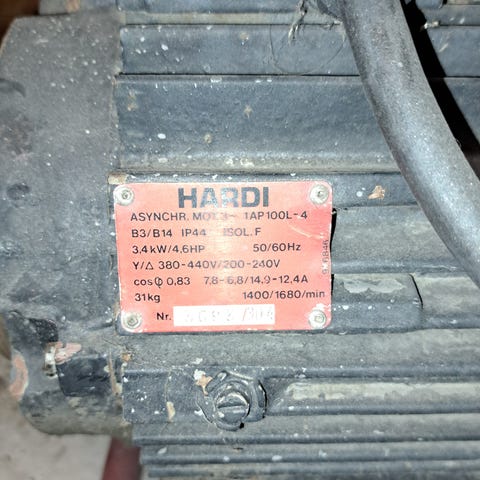 HARDI
ASYNCHR. MOT. 3~ 1AP100L-4
B3/B14 IP44 ISOL. F
3,4kW/4,6HP 50/60Hz
Y/Δ 380-440V/200-240V
cosφ 0,83 7,8-6,8/14,9-12,4A
31kg 1400/1680/min
Nr.